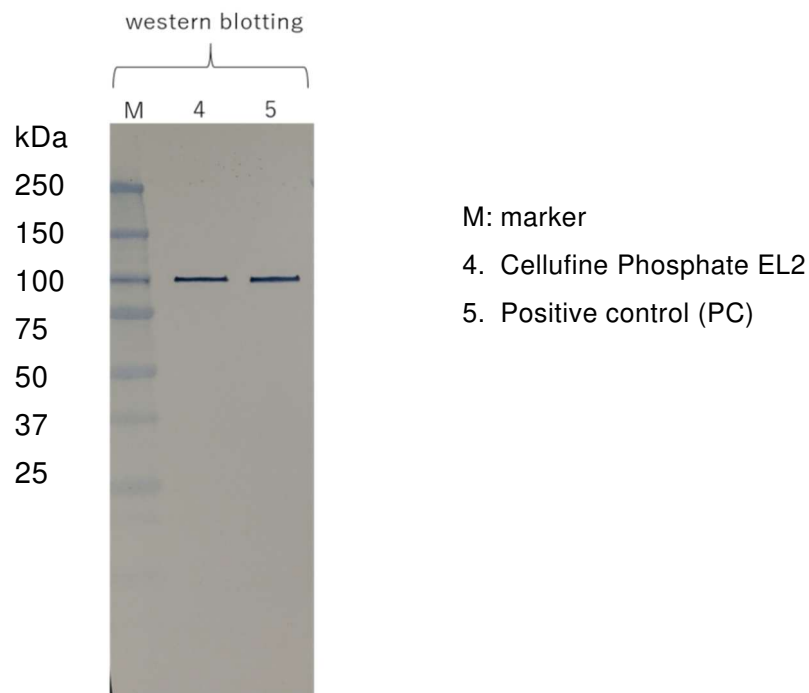 western blotting
M 4 5
kDa
250
150
100
75
50
37
25
M: marker
4. Cellufine Phosphate EL2
5. Positive control (PC)